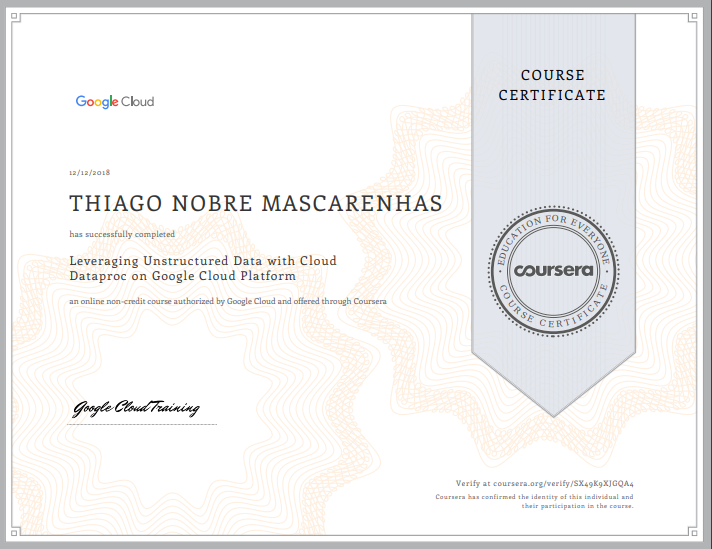 COURSE
CERTIFICATE
Google Cloud
12/12/2018
THIAGO NOBRE MASCARENHAS
has successfully completed
Leveraging Unstructured Data with Cloud
Dataproc on Google Cloud Platform
an online non-credit course authorized by Google Cloud and offered through Coursera
EDUCATION FOR EVERYONE
coursera
COURSE CERTIFICATE
Google Cloud Training
Verify at coursera.org/verify/SX49K9XJGQA4
Coursera has confirmed the identity of this individual and
their participation in the course.